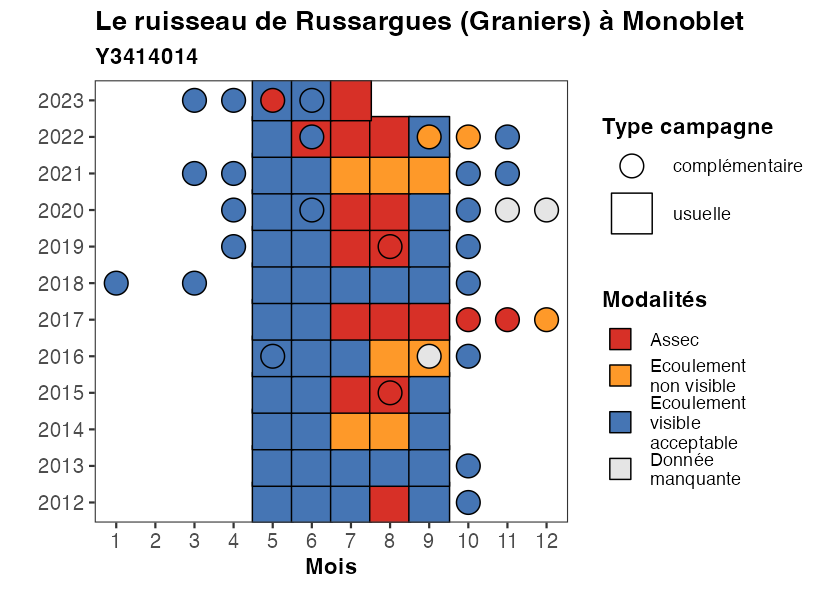 Le ruisseau de Russargues (Graniers) à Monoblet
Y3414014
2023
2022
2021
2020
2019
2018
2017
2016
2015
2014
2013
2012
1 2 3 4 5 6 7 8 9 10 11 12
Mois
Type campagne
complémentaire
usuelle
Modalités
Assec
Ecoulement
non visible
Ecoulement
visible
acceptable
Donnée
manquante